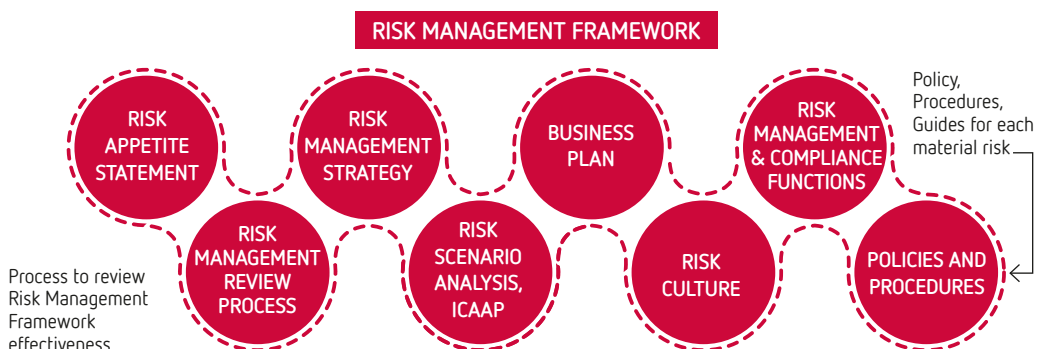 RISK MANAGEMENT FRAMEWORK
RISK
APPETITE
STATEMENT
RISK
MANAGEMENT
STRATEGY
BUSINESS
PLAN
RISK
MANAGEMENT
& COMPLIANCE
FUNCTIONS
Policy,
Procedures,
Guides for each
material risk
RISK
MANAGEMENT
REVIEW
PROCESS
RISK
SCENARIO
ANALYSIS,
ICAAP
RISK
CULTURE
POLICIES AND
PROCEDURES
Process to review
Risk Management
Framework
effectiveness